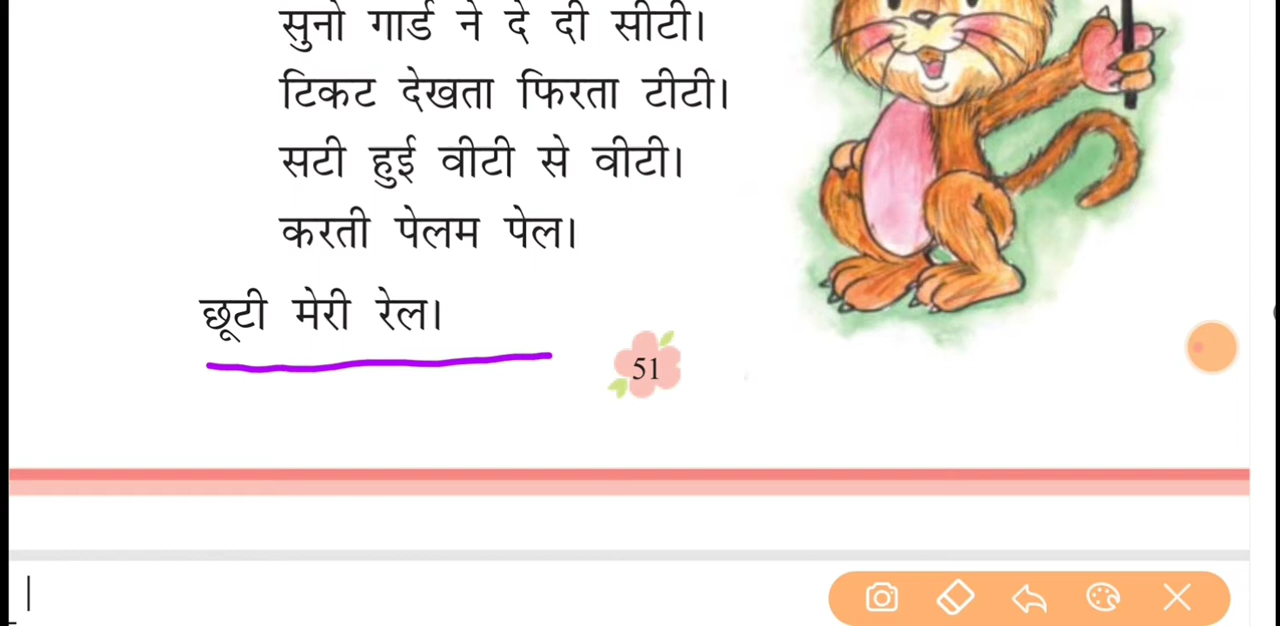 सुनो गार्ड ने दे दी सीटी।
टिकट देखता फिरता टीटी।
सटी हुई वीटी से वीटी।
करती पेलम पेल।
छूटी मेरी रेल।
51